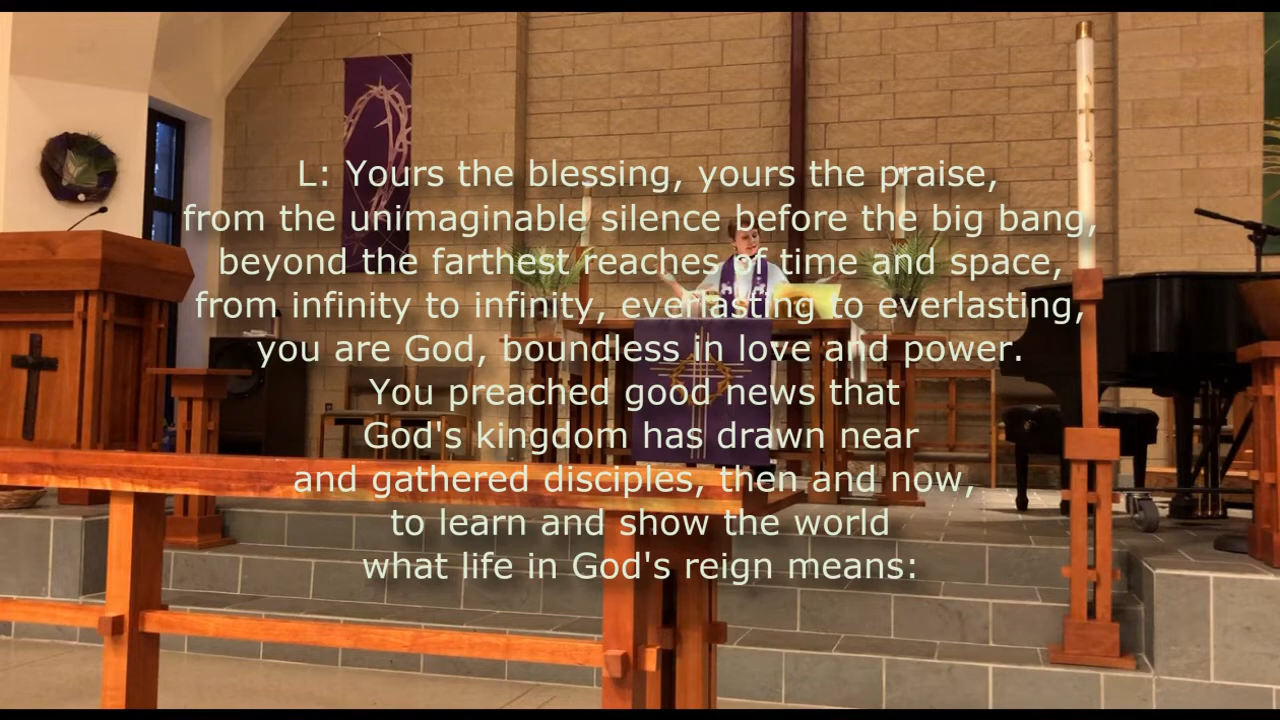 L: Yours the blessing, yours the praise,
from the unimaginable silence before the big bang,
beyond the farthest reaches of time and space,
from infinity to infinity, everlasting to everlasting,
you are God, boundless in love and power.
You preached good news that
God's kingdom has drawn near
and gathered disciples, then and now,
to learn and show the world
what life in God's reign means: